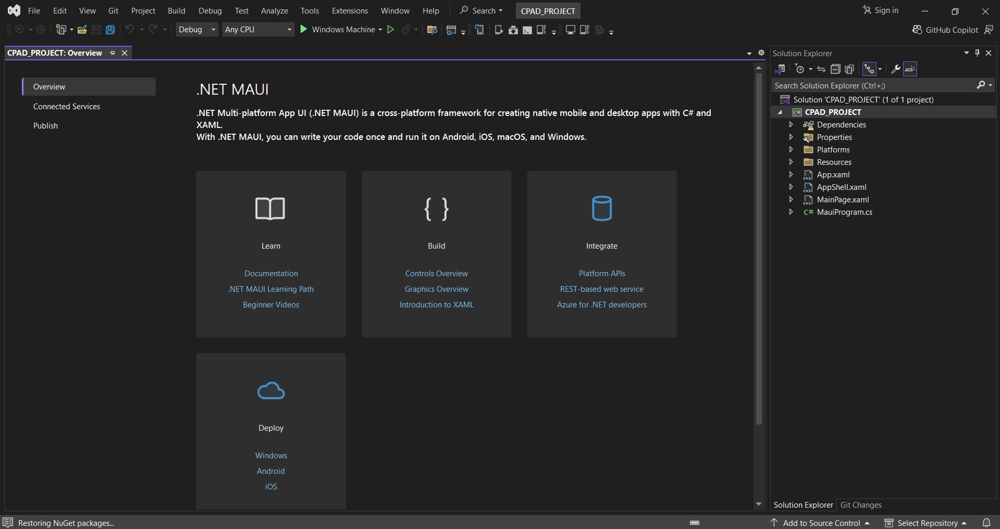 File Edit View Git Project Build Debug Test Analyze Tools Extensions Window Help Search CPAD_PROJECT Sign in
Debug Any CPU Windows Machine GitHub Copilot
CPAD_PROJECT: Overview
Overview
Connected Services
Publish
.NET MAUI
.NET Multi-platform App UI (.NET MAUI) is a cross-platform framework for creating native mobile and desktop apps with C# and
XAML.
With .NET MAUI, you can write your code once and run it on Android, iOS, macOS, and Windows.
Learn
Documentation
.NET MAUI Learning Path
Beginner Videos
{ }
Build
Controls Overview
Graphics Overview
Introduction to XAML
Integrate
Platform APIs
REST-based web service
Azure for .NET developers
Deploy
Windows
Android
iOS
Solution Explorer
Search Solution Explorer (Ctrl+;)
Solution 'CPAD_PROJECT' (1 of 1 project)
C# CPAD_PROJECT
Dependencies
Properties
Platforms
Resources
App.xaml
AppShell.xaml
MainPage.xaml
C# MauiProgram.cs
Solution Explorer Git Changes
Restoring NuGet packages... Add to Source Control Select Repository